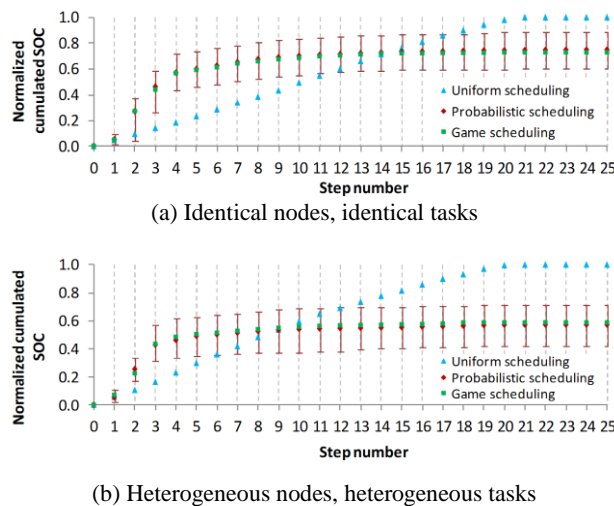 Normalized
cumulated SOC
1.0
0.8
0.6
0.4
0.2
0.0
Uniform scheduling
Probabilistic scheduling
Game scheduling
0 1 2 3 4 5 6 7 8 9 10 11 12 13 14 15 16 17 18 19 20 21 22 23 24 25
Step number
(a) Identical nodes, identical tasks
Normalized cumulated
SOC
1.0
0.8
0.6
0.4
0.2
0.0
Uniform scheduling
Probabilistic scheduling
Game scheduling
0 1 2 3 4 5 6 7 8 9 10 11 12 13 14 15 16 17 18 19 20 21 22 23 24 25
Step number
(b) Heterogeneous nodes, heterogeneous tasks